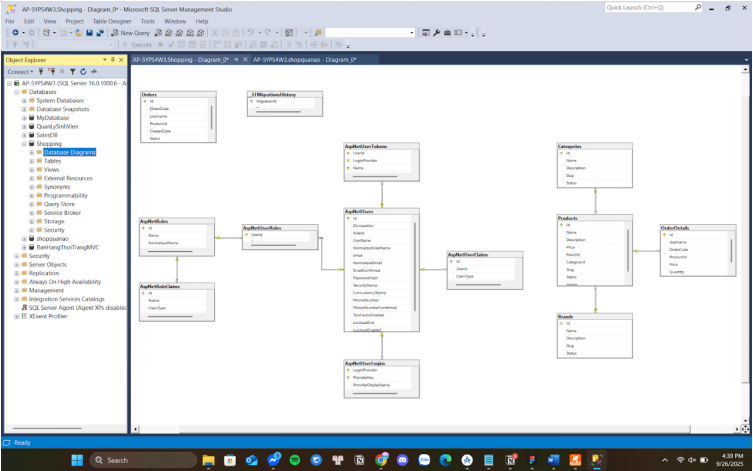 AP-SYPS4W3.Shopping - Diagram_0* - Microsoft SQL Server Management Studio
Quick Launch (Ctrl+Q)
File Edit View Project Table Designer Tools Window Help
New Query
Execute
Object Explorer
AP-SYPS4W3.Shopping - Diagram_0*
AP-SYPS4W3.shopquanao - Diagram_0*
Connect
AP-SYPS4W3 (SQL Server 16.0.1000.6 - A
Databases
System Databases
Database Snapshots
MyDatabase
QuanLySinhVien
SalesDB
Shopping
Database Diagrams
Tables
Views
External Resources
Synonyms
Programmability
Query Store
Service Broker
Storage
Security
shopquanao
BanHangThoiTrangMVC
Security
Server Objects
Replication
Always On High Availability
Management
Integration Services Catalogs
SQL Server Agent (Agent XPs disabled
XEvent Profiler
Orders
Id
OrderCode
Username
ProductId
CreatedDate
Status
__EFMigrationsHistory
MigrationId
AspNetUserTokens
UserId
LoginProvider
Name
Categories
Id
Name
Description
Slug
Status
AspNetRoles
Id
Name
NormalizedName
AspNetUserRoles
UserId
AspNetUsers
Id
Occupation
RoleId
UserName
NormalizedUserName
Email
NormalizedEmail
EmailConfirmed
PasswordHash
SecurityStamp
ConcurrencyStamp
PhoneNumber
PhoneNumberConfirmed
TwoFactorEnabled
LockoutEnd
LockoutEnabled
AspNetUserClaims
Id
UserId
ClaimType
Products
Id
Name
Description
Price
BrandId
CategoryId
Slug
Status
OrderDetails
Id
Username
OrderCode
ProductId
Price
Quantity
AspNetRoleClaims
Id
RoleId
ClaimType
Brands
Id
Name
Description
Slug
Status
AspNetUserLogins
LoginProvider
ProviderKey
ProviderDisplayName
Ready
Search
4:39 PM
9/26/2025